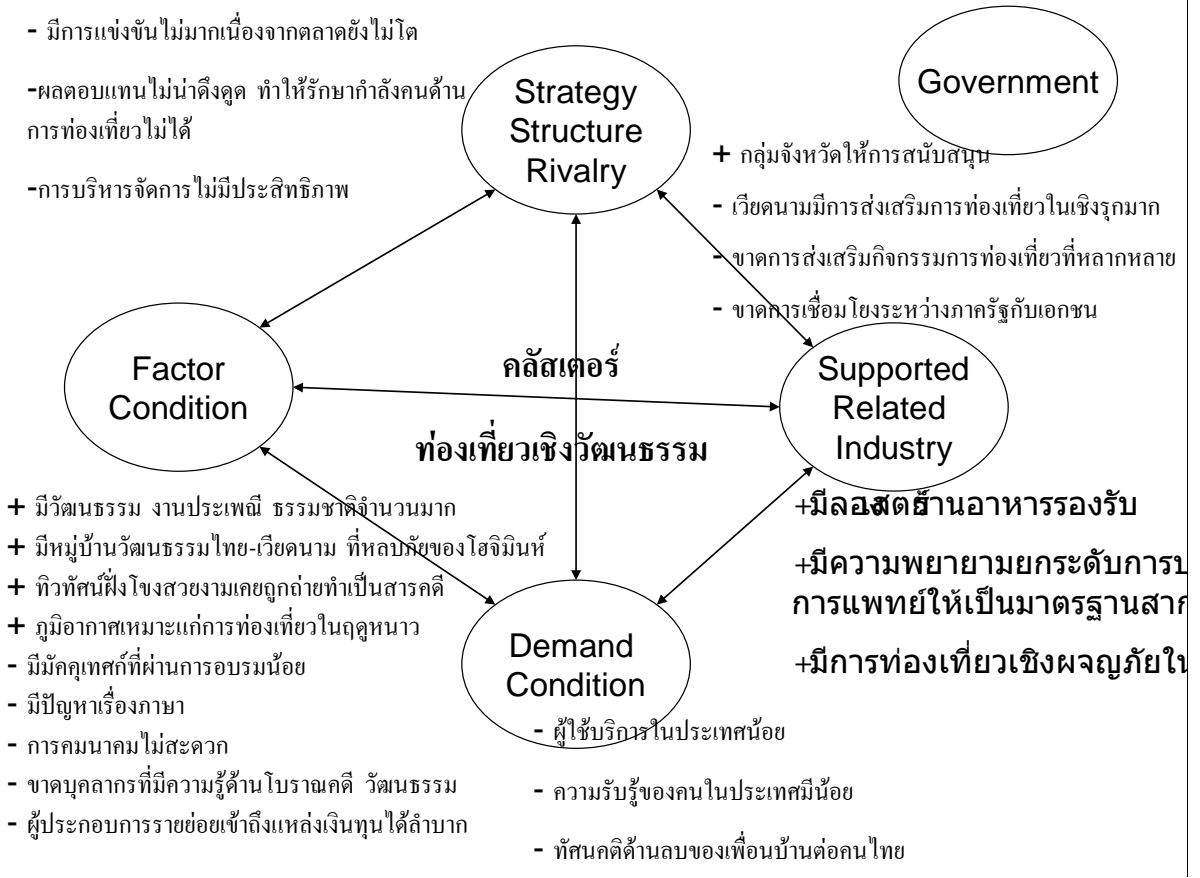 - มีการแข่งขันไม่มากเนื่องจากตลาดยังไม่โต
-ผลตอบแทนไม่น่าดึงดูด ทำให้รักษากำลังคนด้าน
การท่องเที่ยวไม่ได้
-การบริหารจัดการไม่มีประสิทธิภาพ
Strategy
Structure
Rivalry
Government
+ กลุ่มจังหวัดให้การสนับสนุน
- เวียดนามมีการส่งเสริมการท่องเที่ยวในเชิงรุกมาก
- ขาดการส่งเสริมกิจกรรมการท่องเที่ยวที่หลากหลาย
- ขาดการเชื่อมโยงระหว่างภาครัฐกับเอกชน
Factor
Condition
คลัสเตอร์
ท่องเที่ยวเชิงวัฒนธรรม
Supported
Related
Industry
+ มีวัฒนธรรม งานประเพณี ธรรมชาติจำนวนมาก
+ มีหมู่บ้านวัฒนธรรมไทย-เวียดนาม ที่หลบภัยของโฮจิมินห์
+ ทิวทัศน์ฝั่งโขงสวยงามเคยถูกถ่ายทำเป็นสารคดี
+ ภูมิอากาศเหมาะแก่การท่องเที่ยวในฤดูหนาว
- มีมัคคุเทศก์ที่ผ่านการอบรมน้อย
- มีปัญหาเรื่องภาษา
- การคมนาคมไม่สะดวก
- ขาดบุคลากรที่มีความรู้ด้านโบราณคดี วัฒนธรรม
- ผู้ประกอบการรายย่อยเข้าถึงแหล่งเงินทุนได้ลำบาก
+มีลอง ร้านอาหารรองรับ
+มีความพยายามยกระดับการบ
การแพทย์ให้เป็นมาตรฐานสาก
+มีการท่องเที่ยวเชิงผจญภัยใน
Demand
Condition
- ผู้ใช้บริการในประเทศน้อย
- ความรับรู้ของคนในประเทศมีน้อย
- ทัศนคติด้านลบของเพื่อนบ้านต่อคนไทย